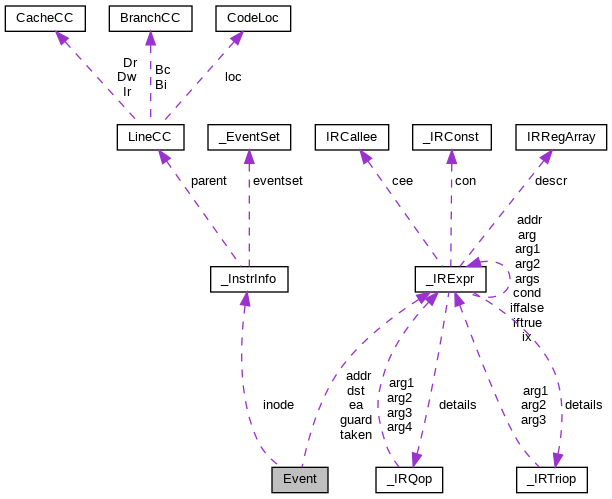 CacheCC
BranchCC
CodeLoc
Dr
Dw
Ir
Bc
Bi
loc
LineCC
_EventSet
IRCallee
_IRConst
IRRegArray
parent
eventset
cee
con
descr
addr
arg
arg1
arg2
args
cond
iffalse
iftrue
ix
_InstrInfo
_IRExpr
inode
addr
dst
ea
guard
taken
arg1
arg2
arg3
arg4
details
arg1
arg2
arg3
details
Event
_IRQop
_IRTriop